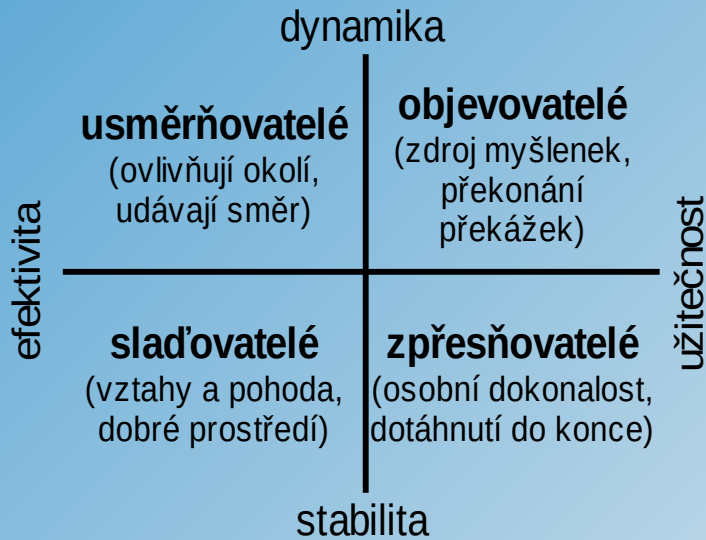 dynamika
usměrňovatelé
(ovlivňují okolí,
udávají směr)
objevovatelé
(zdroj myšlenek,
překonání
překážek)
efektivita
užitečnost
slaďovatelé
(vztahy a pohoda,
dobré prostředí)
zpřesňovatelé
(osobní dokonalost,
dotáhnutí do konce)
stabilita